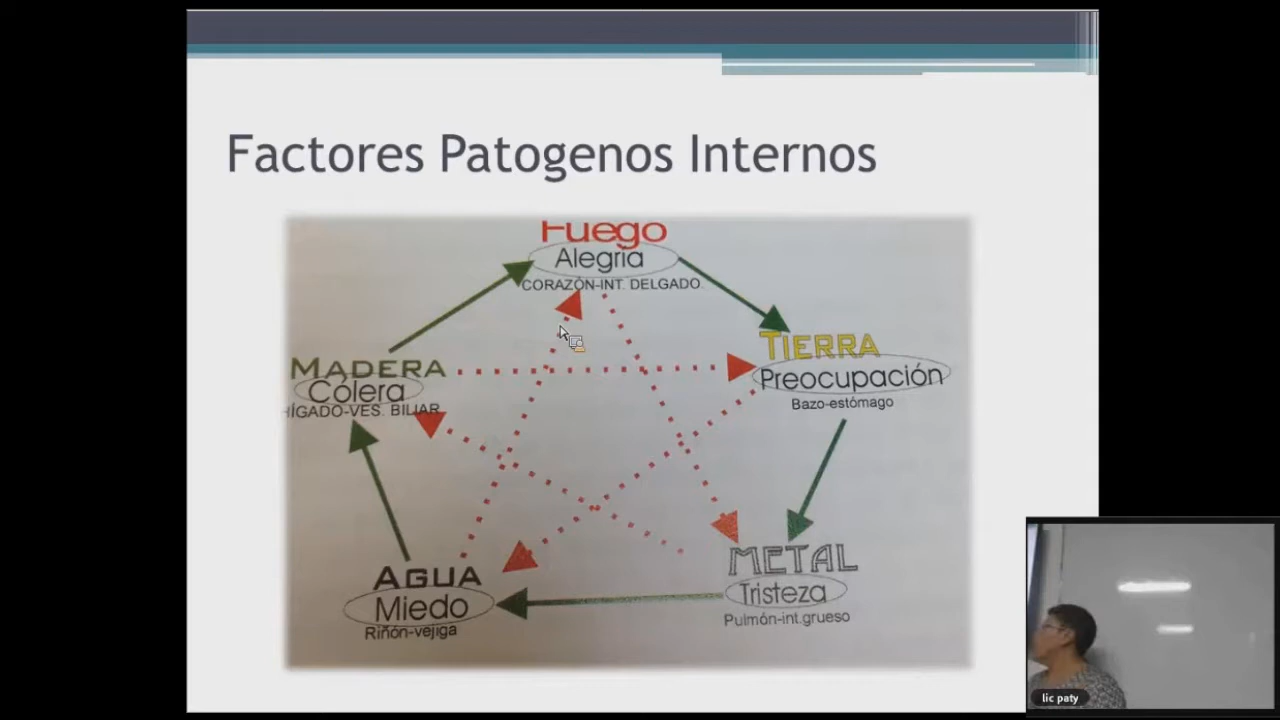 Factores Patogenos Internos
Fuego
Alegría
CORAZÓN-INT. DELGADO.
MADERA
Cólera
HÍGADO-VES. BILIAR
TIERRA
Preocupación
Bazo-estómago
AGUA
Miedo
Riñón-vejiga
METAL
Tristeza
Pulmón-int.grueso
lic paty